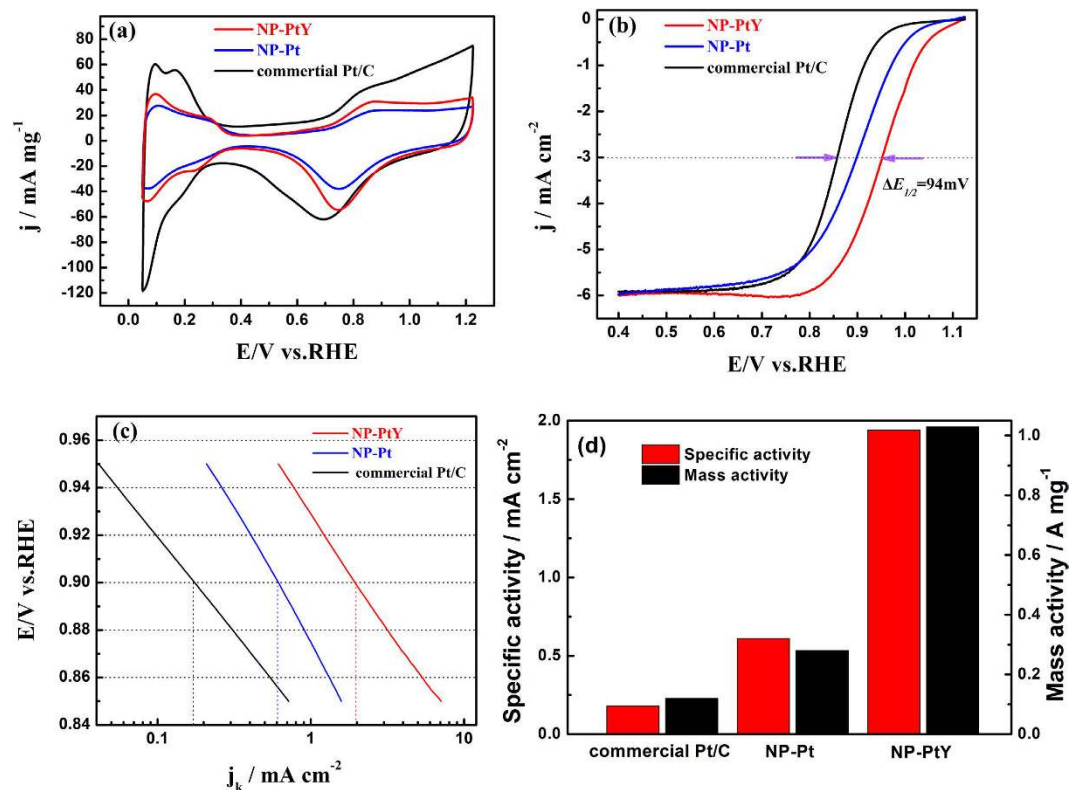 (a)
NP-PtY
NP-Pt
commertial Pt/C
j / mA mg⁻¹
80
60
40
20
0
-20
-40
-60
-80
-100
-120
0.0 0.2 0.4 0.6 0.8 1.0 1.2
E/V vs.RHE
(b)
NP-PtY
NP-Pt
commercial Pt/C
j / mA cm⁻²
0
-1
-2
-3
-4
-5
-6
ΔE₁/₂=94mV
0.4 0.5 0.6 0.7 0.8 0.9 1.0 1.1
E/V vs.RHE
(c)
NP-PtY
NP-Pt
commercial Pt/C
E/V vs.RHE
0.96
0.94
0.92
0.90
0.88
0.85
0.84
0.1 1 10
jₖ / mA cm⁻²
(d)
Specific activity
Mass activity
Specific activity / mA cm⁻²
2.0
1.5
1.0
0.5
0.0
Mass activity / A mg⁻¹
1.0
0.8
0.6
0.4
0.2
0.0
commercial Pt/C NP-Pt NP-PtY